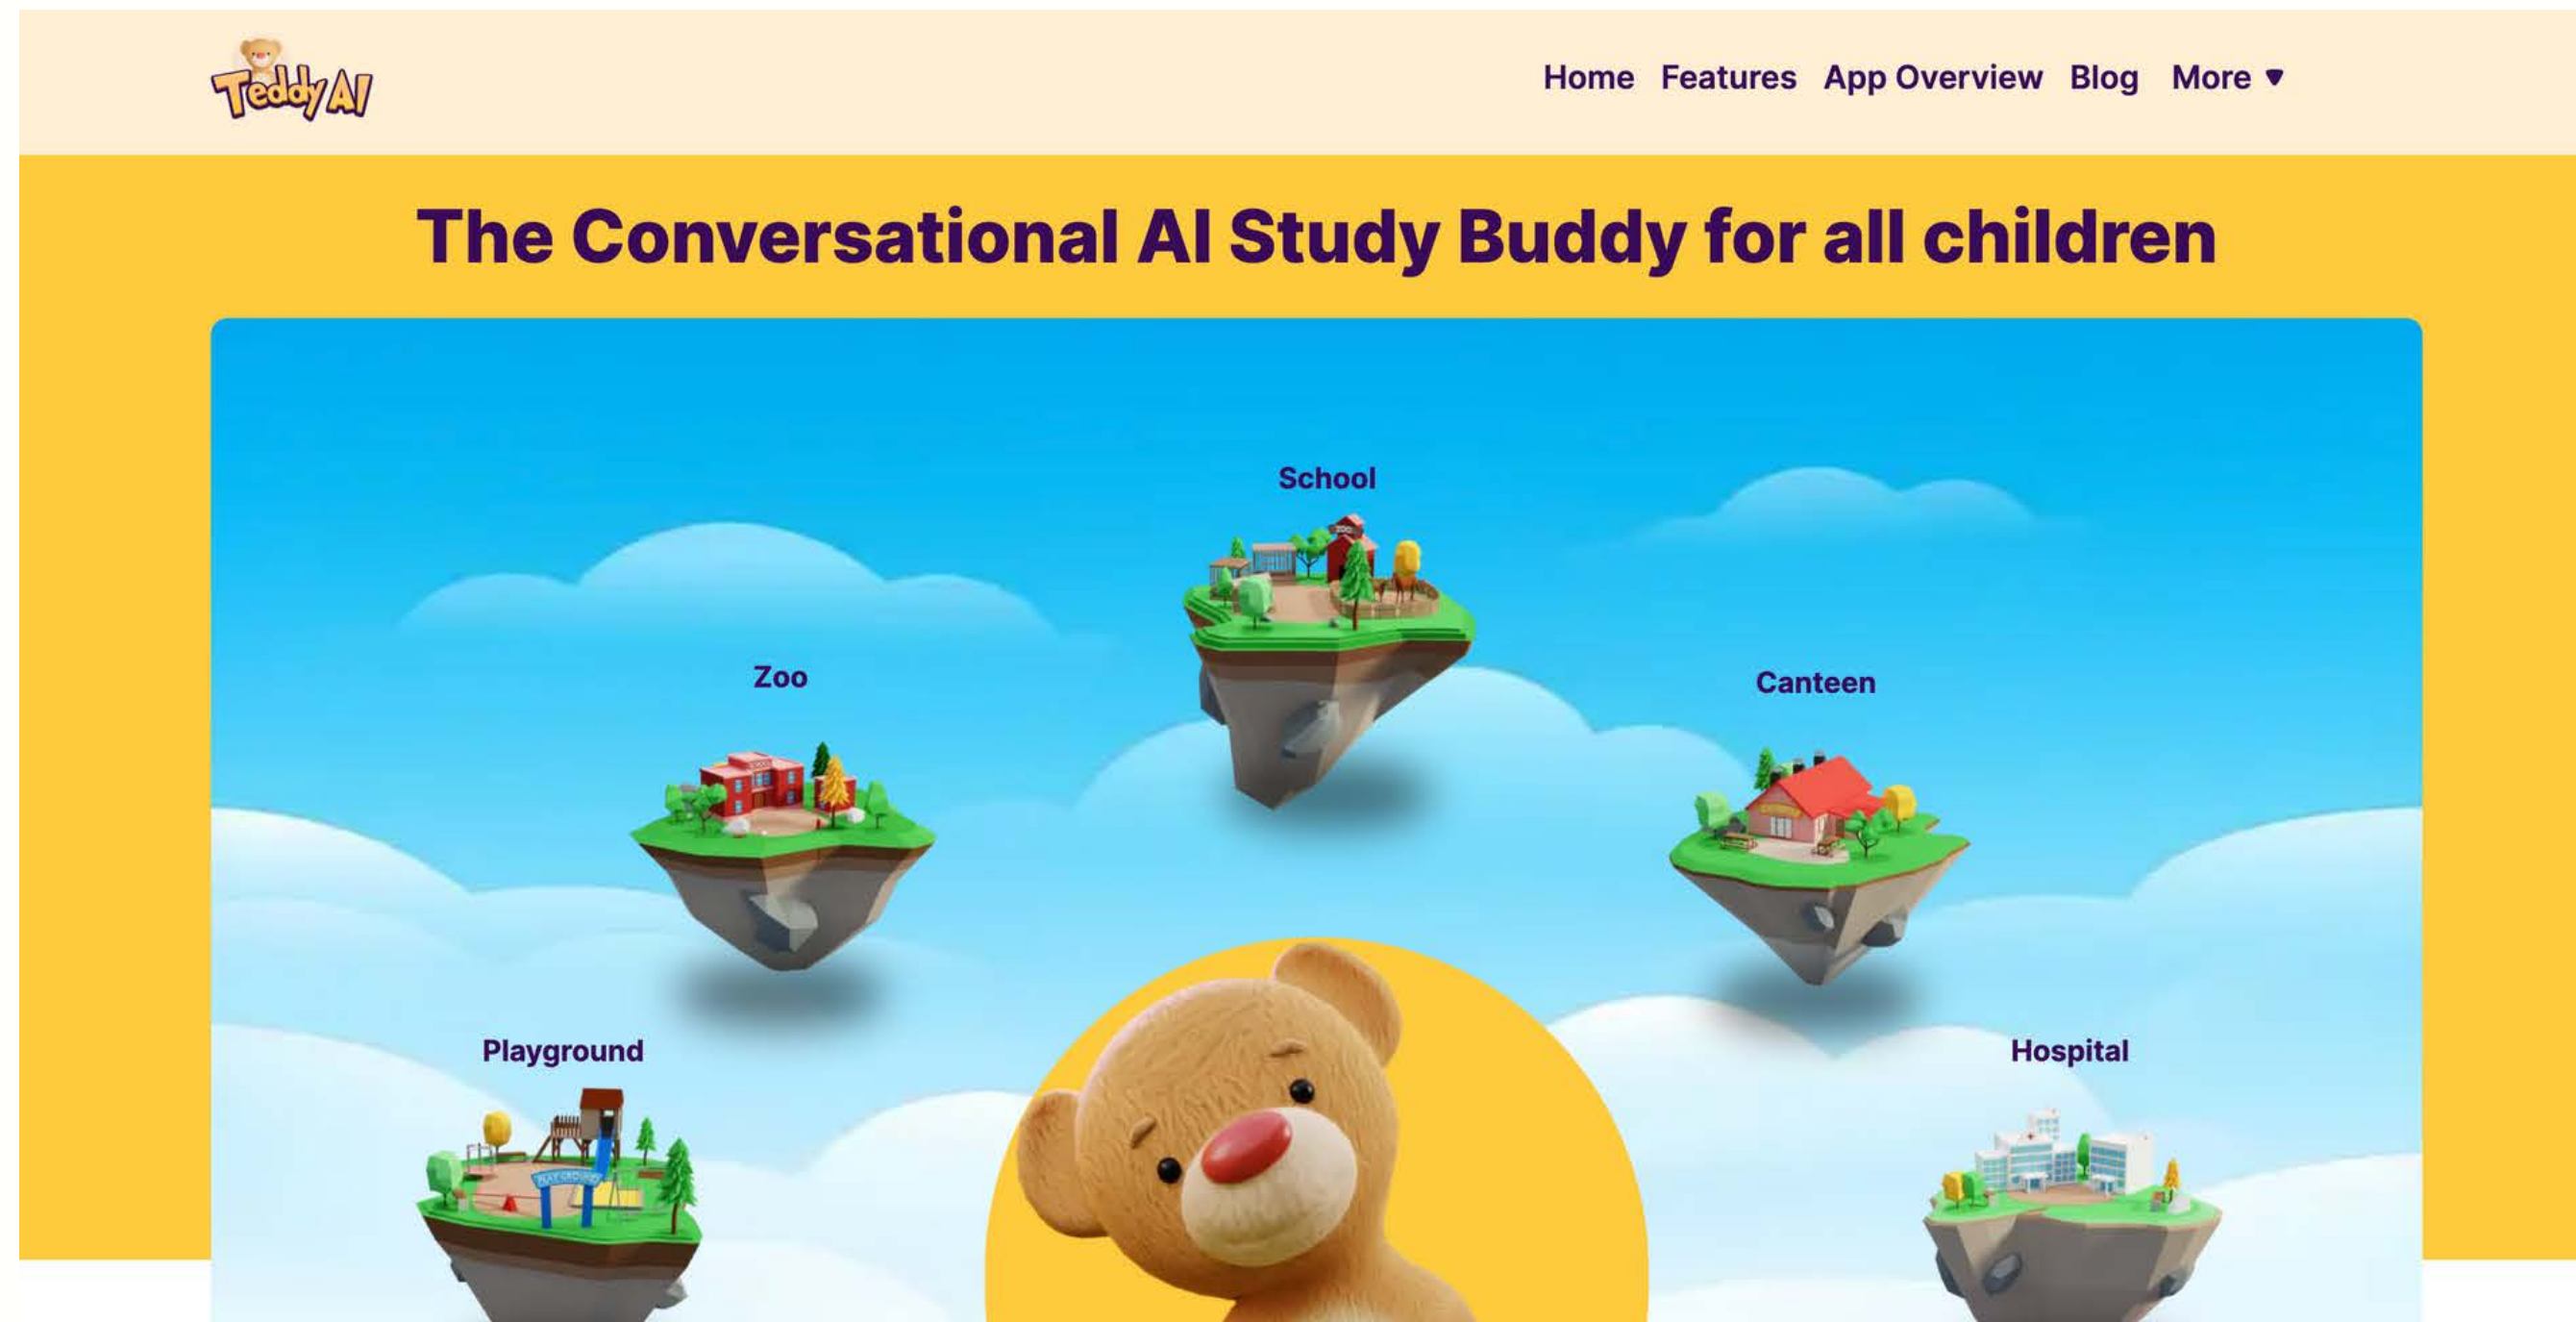 Teddy AI
Home Features App Overview Blog More
The Conversational AI Study Buddy for all children
School
Zoo
Canteen
Playground
Hospital
PLAYGROUND